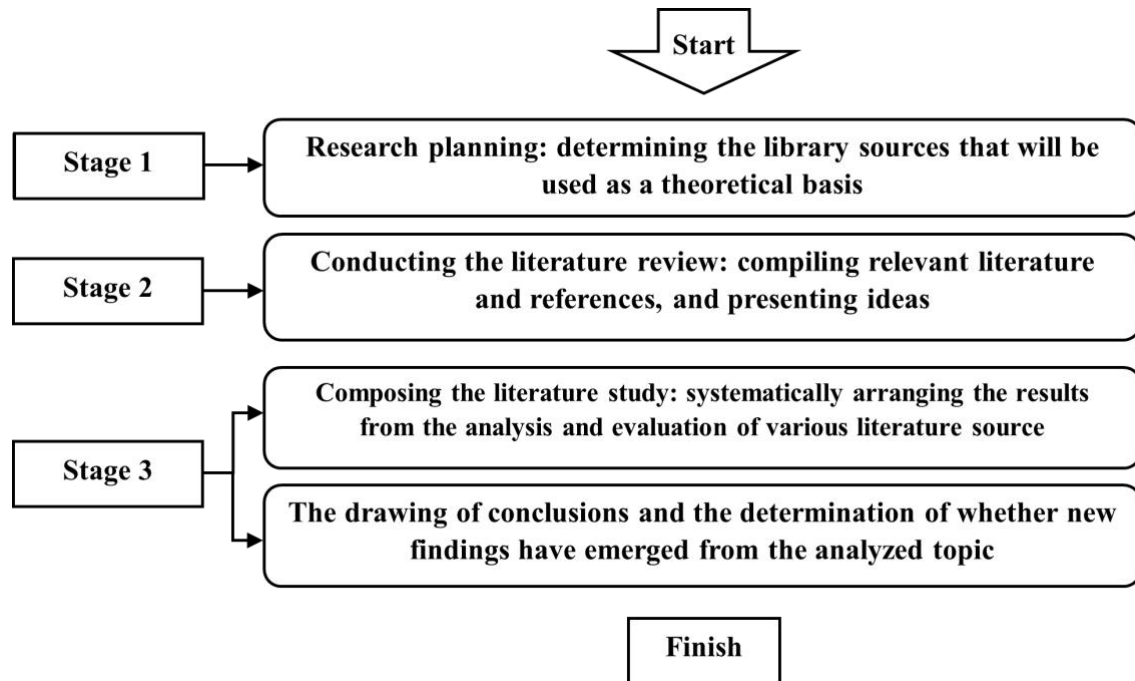 Start
Stage 1
Research planning: determining the library sources that will be
used as a theoretical basis
Stage 2
Conducting the literature review: compiling relevant literature
and references, and presenting ideas
Stage 3
Composing the literature study: systematically arranging the results
from the analysis and evaluation of various literature source
The drawing of conclusions and the determination of whether new
findings have emerged from the analyzed topic
Finish